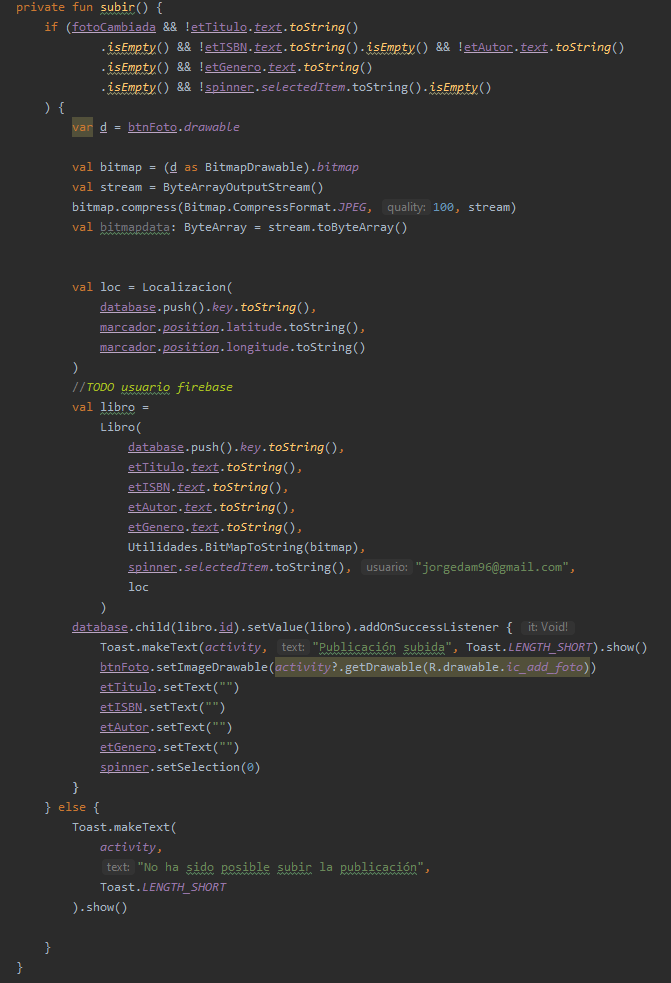 private fun subir() {
if (fotoCambiada && !etTitulo.text.toString()
.isEmpty() && !etISBN.text.toString().isEmpty() && !etAutor.text.toString()
.isEmpty() && !etGenero.text.toString()
.isEmpty() && !spinner.selectedItem.toString().isEmpty()
) {
var d = btnFoto.drawable
val bitmap = (d as BitmapDrawable).bitmap
val stream = ByteArrayOutputStream()
bitmap.compress(Bitmap.CompressFormat.JPEG, quality: 100, stream)
val bitmapdata: ByteArray = stream.toByteArray()
val loc = Localizacion(
database.push().key.toString(),
marcador.position.latitude.toString(),
marcador.position.longitude.toString()
)
//TODO usuario firebase
val libro =
Libro(
database.push().key.toString(),
etTitulo.text.toString(),
etISBN.text.toString(),
etAutor.text.toString(),
etGenero.text.toString(),
Utilidades.BitMapToString(bitmap),
spinner.selectedItem.toString(), usuario: "jorgedam96@gmail.com",
loc
)
database.child(libro.id).setValue(libro).addOnSuccessListener { it: Void!
Toast.makeText(activity, text: "Publicación subida", Toast.LENGTH_SHORT).show()
btnFoto.setImageDrawable(activity?.getDrawable(R.drawable.ic_add_foto))
etTitulo.setText("")
etISBN.setText("")
etAutor.setText("")
etGenero.setText("")
spinner.setSelection(0)
}
} else {
Toast.makeText(
activity,
text: "No ha sido posible subir la publicación",
Toast.LENGTH_SHORT
).show()
}
}